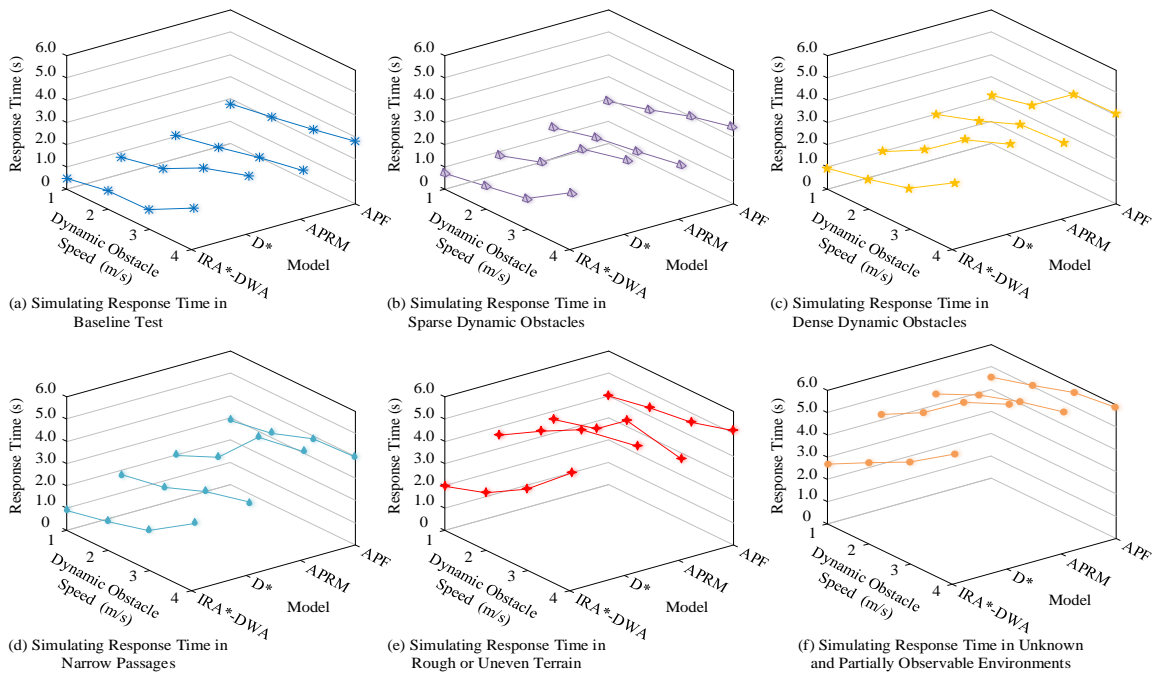 Response Time (s)
6.0
5.0
4.0
3.0
2.0
1.0
0
1
2
3
4
Dynamic Obstacle
Speed (m/s)
IRA*-DWA
D*
APRM
APF
Model
(a) Simulating Response Time in
Baseline Test
Response Time (s)
6.0
5.0
4.0
3.0
2.0
1.0
0
1
2
3
4
Dynamic Obstacle
Speed (m/s)
IRA*-DWA
D*
APRM
APF
Model
(b) Simulating Response Time in
Sparse Dynamic Obstacles
Response Time (s)
6.0
5.0
4.0
3.0
2.0
1.0
0
1
2
3
4
Dynamic Obstacle
Speed (m/s)
IRA*-DWA
D*
APRM
APF
Model
(c) Simulating Response Time in
Dense Dynamic Obstacles
Response Time (s)
6.0
5.0
4.0
3.0
2.0
1.0
0
1
2
3
4
Dynamic Obstacle
Speed (m/s)
IRA*-DWA
D*
APRM
APF
Model
(d) Simulating Response Time in
Narrow Passages
Response Time (s)
6.0
5.0
4.0
3.0
2.0
1.0
0
1
2
3
4
Dynamic Obstacle
Speed (m/s)
IRA*-DWA
D*
APRM
APF
Model
(e) Simulating Response Time in
Rough or Uneven Terrain
Response Time (s)
6.0
5.0
4.0
3.0
2.0
1.0
0
1
2
3
4
Dynamic Obstacle
Speed (m/s)
IRA*-DWA
D*
APRM
APF
Model
(f) Simulating Response Time in Unknown
and Partially Observable Environments